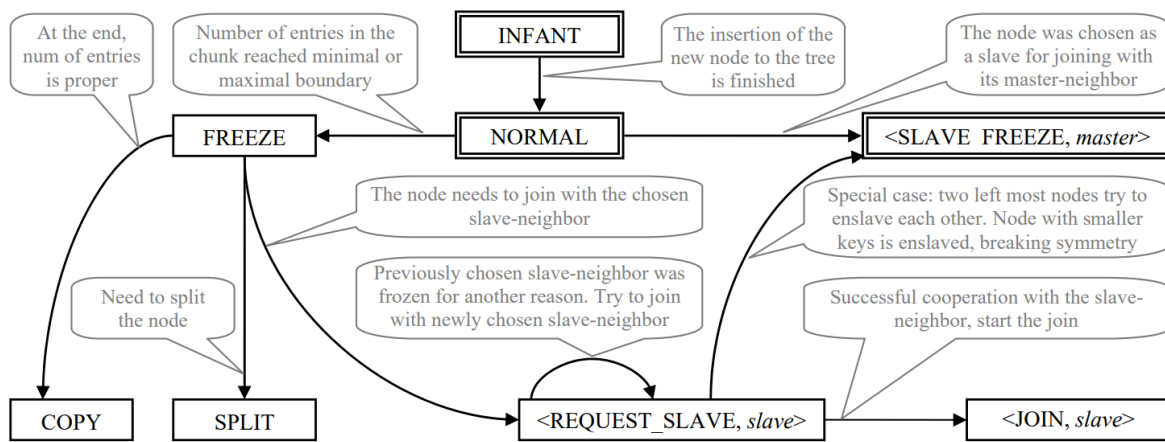 At the end,
num of entries
is proper
Number of entries in the
chunk reached minimal or
maximal boundary
INFANT
The insertion of the
new node to the tree
is finished
The node was chosen as
a slave for joining with
its master-neighbor
FREEZE
NORMAL
<SLAVE_FREEZE, master>
The node needs to join with the chosen
slave-neighbor
Special case: two left most nodes try to
enslave each other. Node with smaller
keys is enslaved, breaking symmetry
Need to split
the node
Previously chosen slave-neighbor was
frozen for another reason. Try to join
with newly chosen slave-neighbor
Successful cooperation with the slave-
neighbor, start the join
COPY
SPLIT
<REQUEST_SLAVE, slave>
<JOIN, slave>